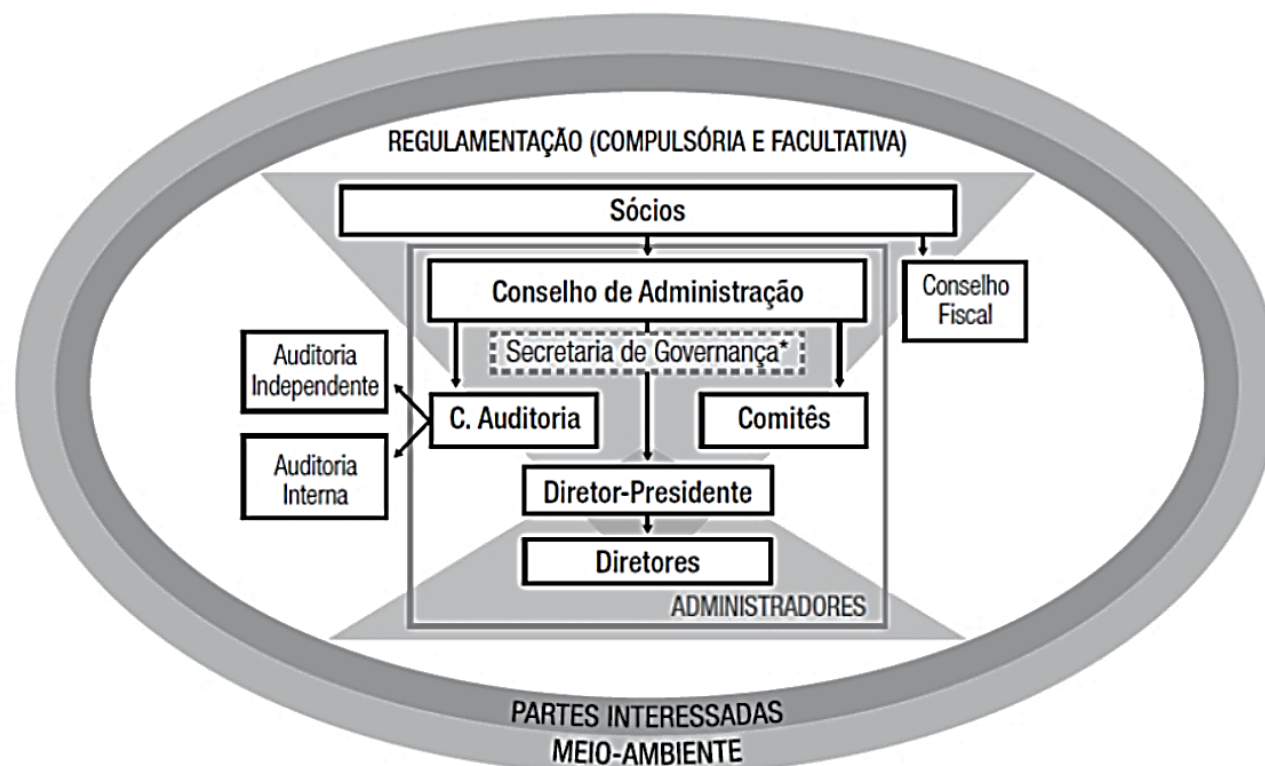 REGULAMENTAÇÃO (COMPULSÓRIA E FACULTATIVA)
Sócios
Conselho de Administração
Conselho
Fiscal
Secretaria de Governança*
Auditoria
Independente
C. Auditoria
Comitês
Auditoria
Interna
Diretor-Presidente
Diretores
ADMINISTRADORES
PARTES INTERESSADAS
MEIO-AMBIENTE